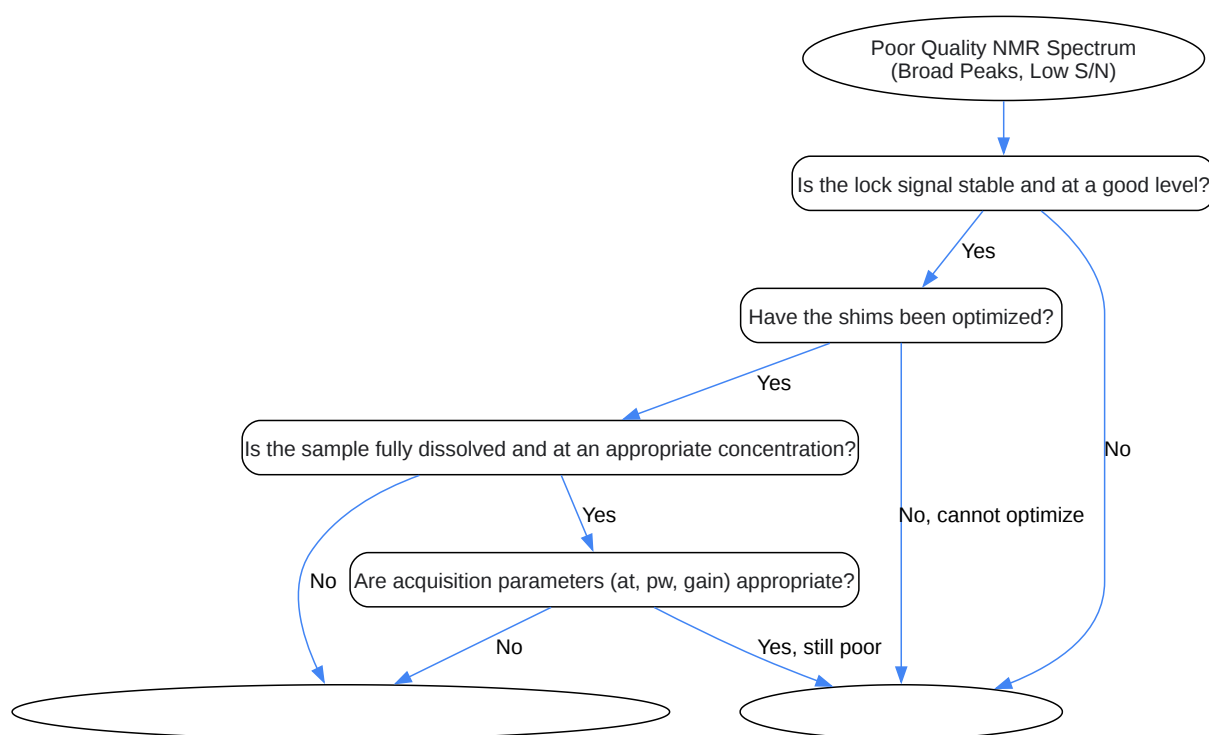 Poor Quality NMR Spectrum
(Broad Peaks, Low S/N)
Is the lock signal stable and at a good level?
Yes
Have the shims been optimized?
Yes
Is the sample fully dissolved and at an appropriate concentration?
No
No, cannot optimize
Yes
Are acquisition parameters (at, pw, gain) appropriate?
No
No
Yes, still poor